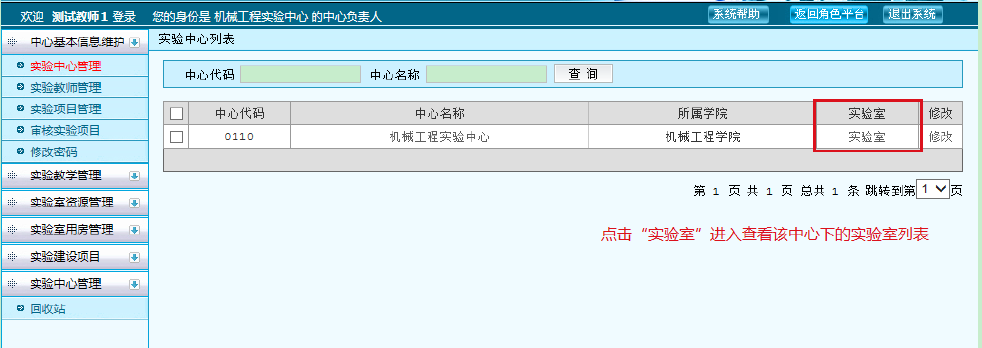 欢迎 测试教师1 登录 您的身份是 机械工程实验中心 的中心负责人 系统帮助 返回角色平台 退出系统
中心基本信息维护
实验中心管理
实验教师管理
实验项目管理
审核实验项目
修改密码
实验教学管理
实验室资源管理
实验室用房管理
实验建设项目
实验中心管理
回收站
实验中心列表
中心代码 中心名称 查 询
中心代码 中心名称 所属学院 实验室 修改
0110 机械工程实验中心 机械工程学院 实验室 修改
第 1 页 共 1 页 总共 1 条 跳转到第 1 页
点击“实验室”进入查看该中心下的实验室列表